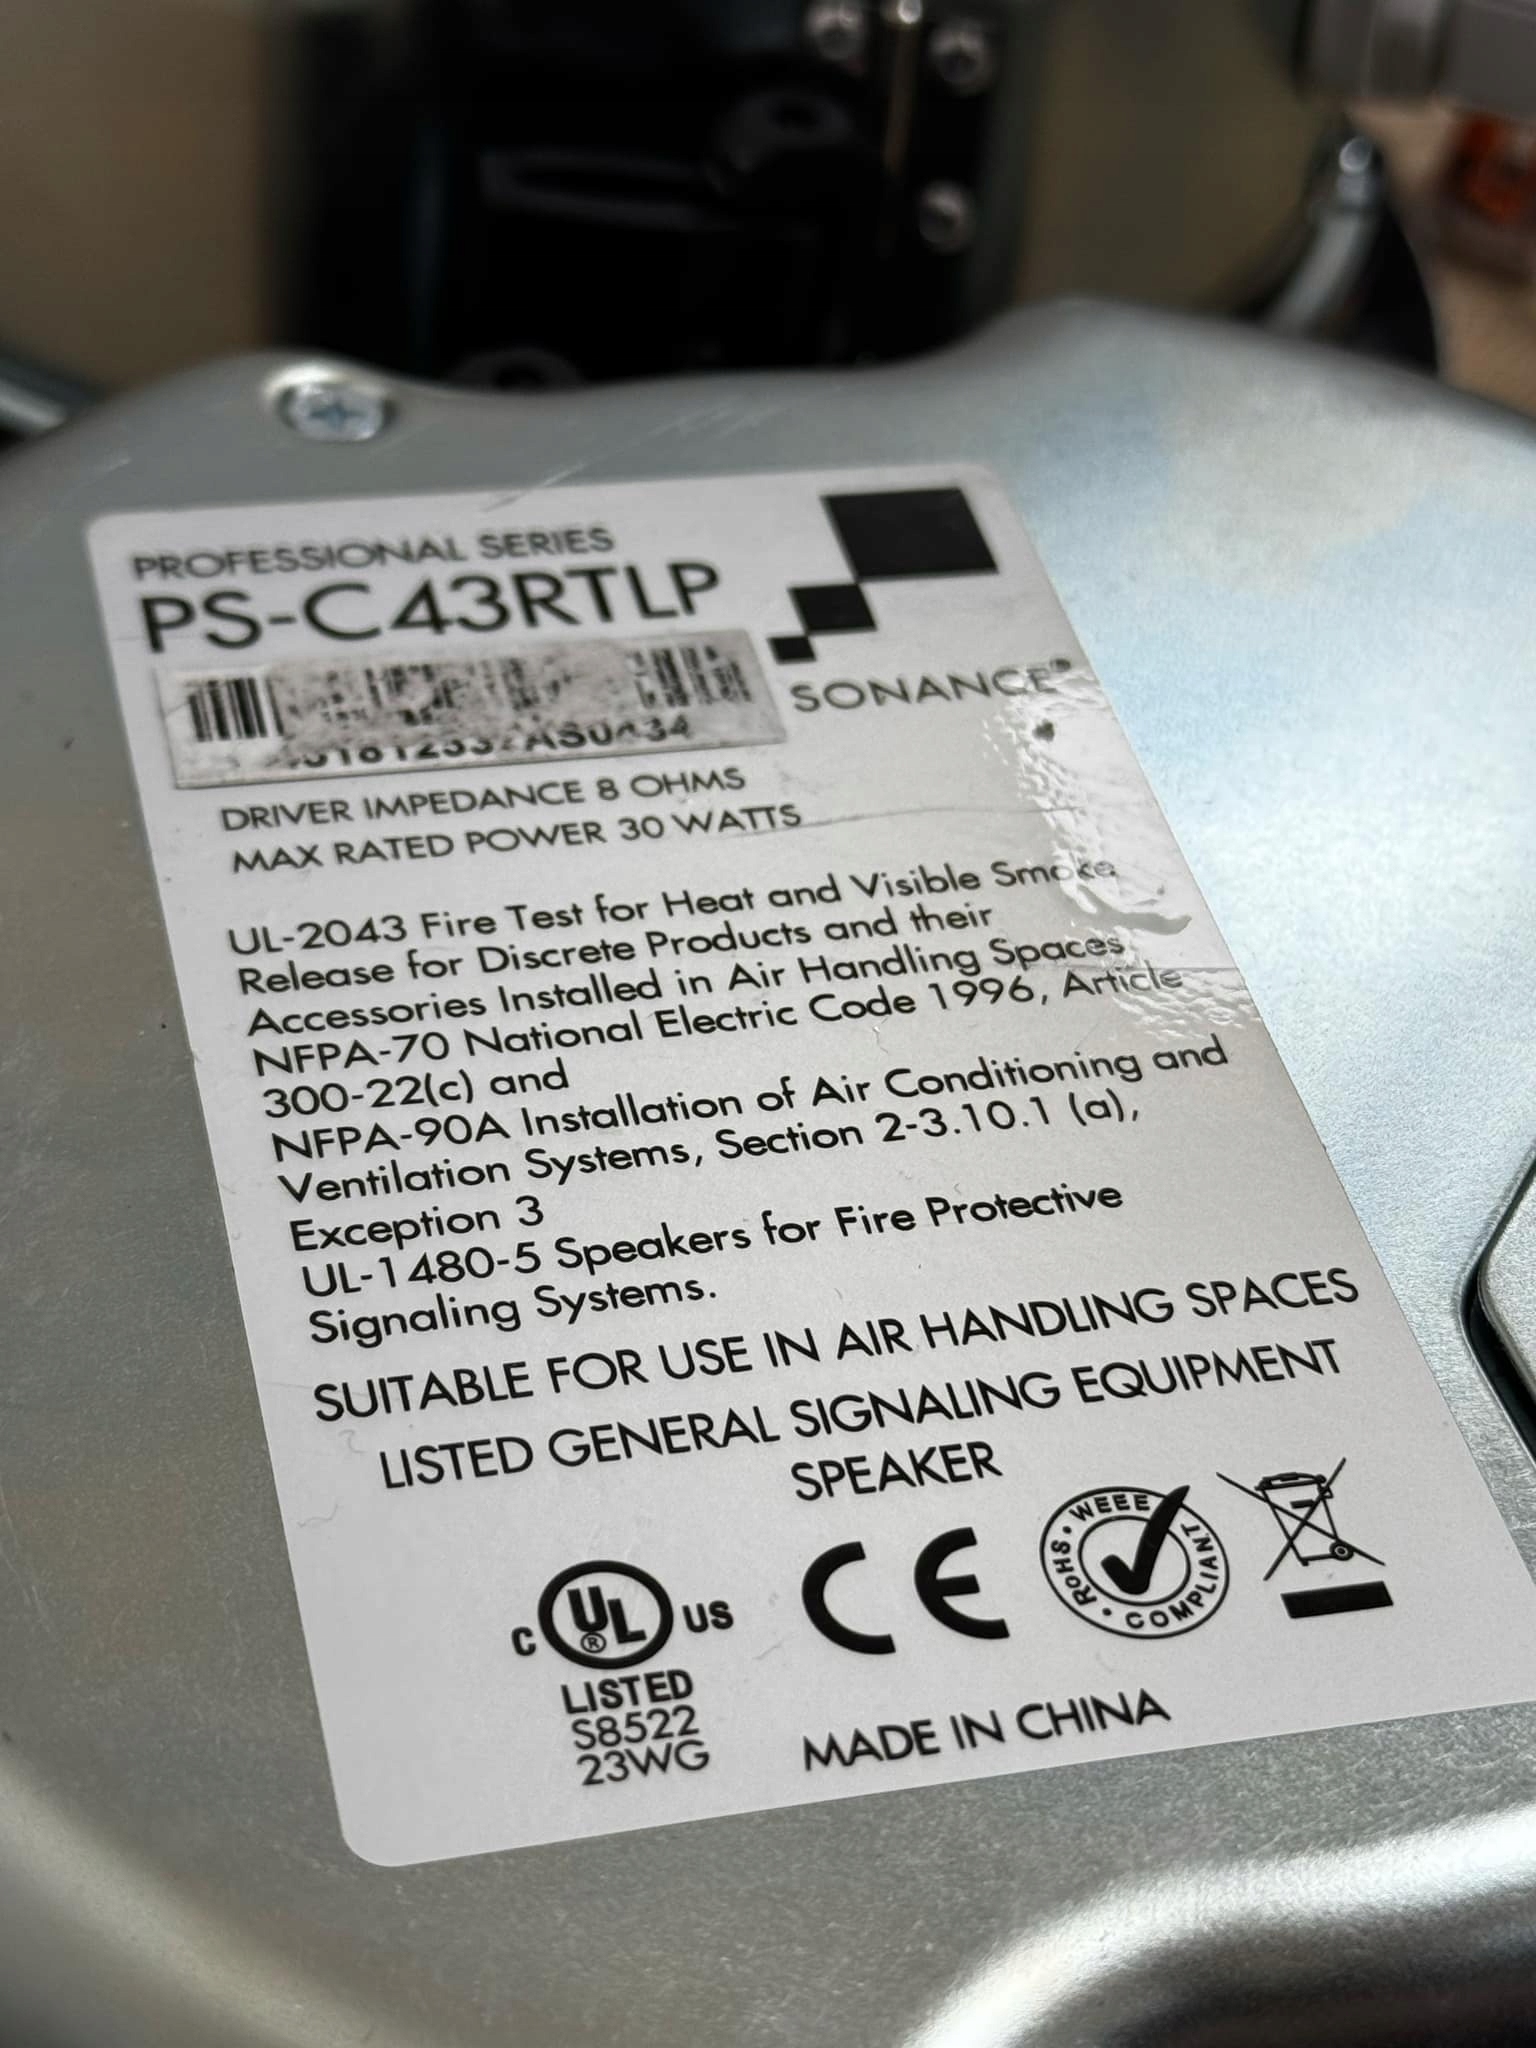 PROFESSIONAL SERIES
PS-C43RTLP
SONANCE®
DRIVER IMPEDANCE 8 OHMS
MAX RATED POWER 30 WATTS
UL-2043 Fire Test for Heat and Visible Smoke
Release for Discrete Products and their
Accessories Installed in Air Handling Spaces
NFPA-70 National Electric Code 1996, Article
300-22(c) and
NFPA-90A Installation of Air Conditioning and
Ventilation Systems, Section 2-3.10.1 (a),
Exception 3
UL-1480-5 Speakers for Fire Protective
Signaling Systems.
SUITABLE FOR USE IN AIR HANDLING SPACES
LISTED GENERAL SIGNALING EQUIPMENT
SPEAKER
C UL® US
LISTED
S8522
23WG
CE
RoHS • WEEE COMPLIANT •
MADE IN CHINA